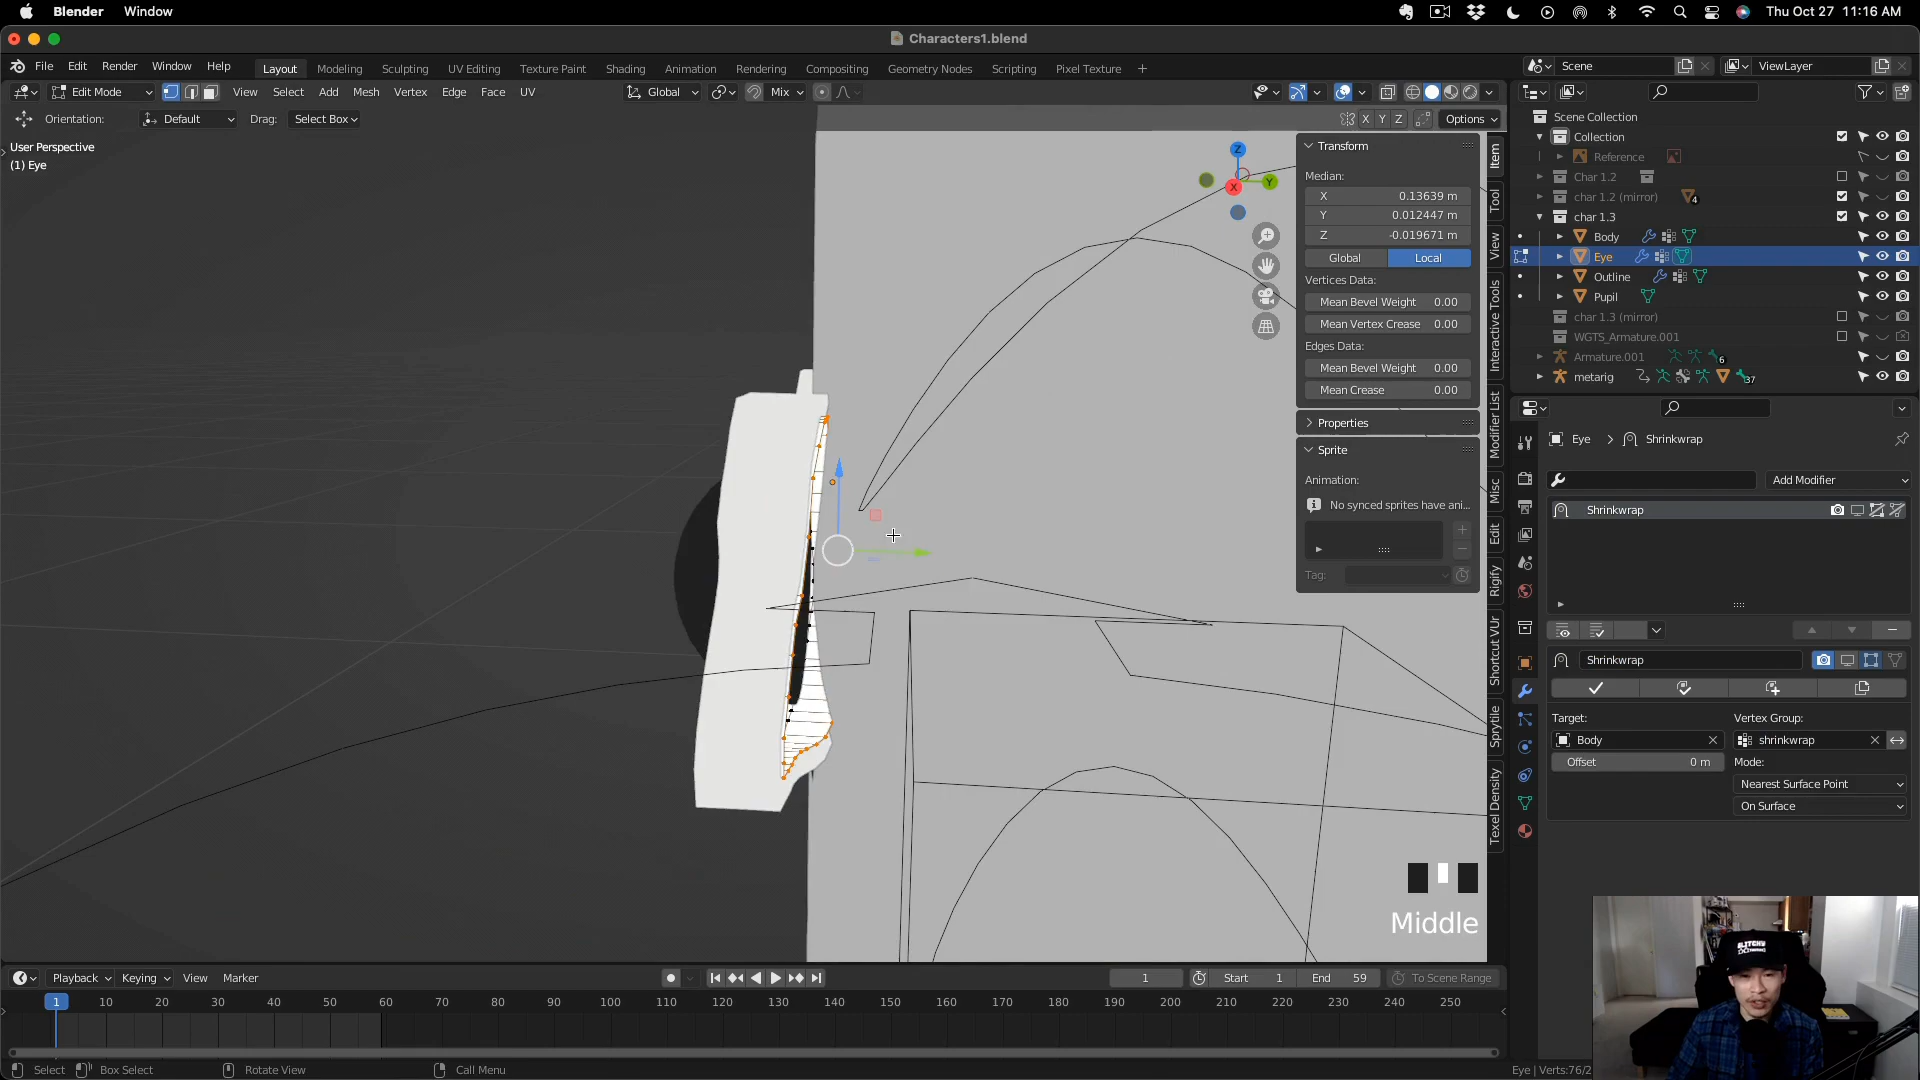 Blender Window
Thu Oct 27 11:16 AM
Characters1.blend
File Edit Render Window Help
Layout Modeling Sculpting UV Editing Texture Paint Shading Animation Rendering Compositing Geometry Nodes Scripting Pixel Texture +
Scene
ViewLayer
Edit Mode View Select Add Mesh Vertex Edge Face UV
Global
Mix
Orientation: Default Drag: Select Box
X Y Z Options
User Perspective
(1) Eye
Z
Y
X
Transform
Median:
X 0.13639 m
Y 0.012447 m
Z -0.019671 m
Global Local
Vertices Data:
Mean Bevel Weight 0.00
Mean Vertex Crease 0.00
Edges Data:
Mean Bevel Weight 0.00
Mean Crease 0.00
Properties
Sprite
Animation:
No synced sprites have ani...
Tag:
Item
Tool
View
Interactive Tools
Modifier List
Misc
Edit
Rigify
Shortcut VUr
Sprytile
Texel Density
Scene Collection
Collection
Reference
Char 1.2
char 1.2 (mirror) 4
char 1.3
Body
Eye
Outline
Pupil
char 1.3 (mirror)
WGTS_Armature.001
Armature.001 6
metarig 37
Eye > Shrinkwrap
Add Modifier
Shrinkwrap
Shrinkwrap
Target: Vertex Group:
Body shrinkwrap
Offset 0 m Mode:
Nearest Surface Point
On Surface
Middle
Playback Keying View Marker
1 Start 1 End 59 To Scene Range
1 10 20 30 40 50 60 70 80 90 100 110 120 130 140 150 160 170 180 190 200 210 220 230 240 250
Select Box Select Rotate View Call Menu
Eye | Verts:76/2
GLITCHY